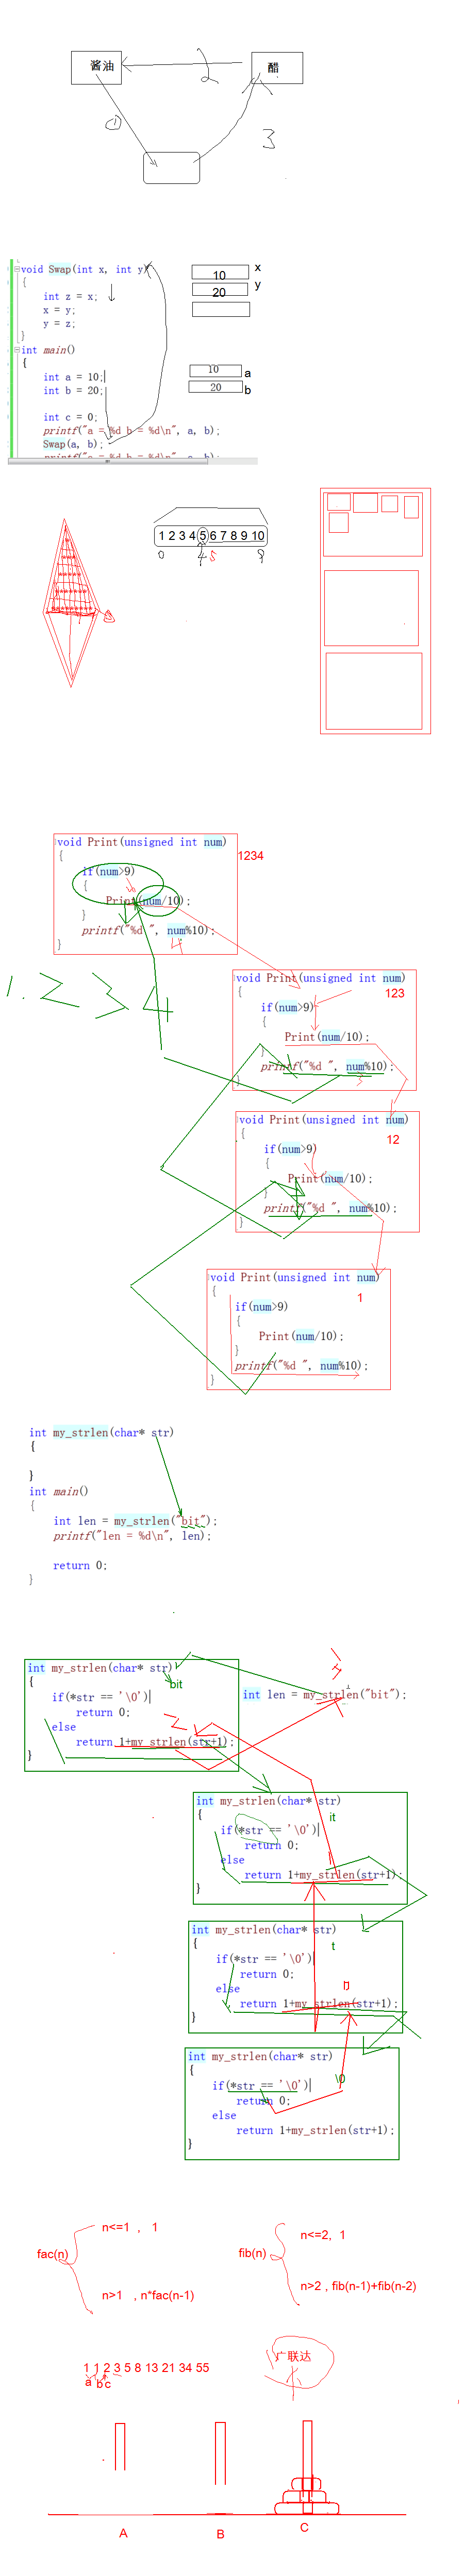 酱油
醋
①
2
3
void Swap(int x, int y)
{
int z = x;
x = y;
y = z;
}
int main()
{
int a = 10;
int b = 20;
int c = 0;
printf("a = %d b = %d\n", a, b);
Swap(a, b);
printf("a = %d b = %d\n", a, b);
10
x
20
y
10
a
20
b
1 2 3 4 5 6 7 8 9 10
0
4
5
9
void Print(unsigned int num)
{
if(num>9)
{
Print(num/10);
}
printf("%d ", num%10);
}
1234
4
1. 2 3 4
void Print(unsigned int num)
{
if(num>9)
{
Print(num/10);
}
printf("%d ", num%10);
}
123
3
void Print(unsigned int num)
{
if(num>9)
{
Print(num/10);
}
printf("%d ", num%10);
}
12
void Print(unsigned int num)
{
if(num>9)
{
Print(num/10);
}
printf("%d ", num%10);
}
1
int my_strlen(char* str)
{
}
int main()
{
int len = my_strlen("bit");
printf("len = %d\n", len);
return 0;
}
int my_strlen(char* str)
{
if(*str == '\0')
return 0;
else
return 1+my_strlen(str+1);
}
bit
2
3
int len = my_strlen("bit");
int my_strlen(char* str)
{
if(*str == '\0')
return 0;
else
return 1+my_strlen(str+1);
}
it
1
int my_strlen(char* str)
{
if(*str == '\0')
return 0;
else
return 1+my_strlen(str+1);
}
t
0
int my_strlen(char* str)
{
if(*str == '\0')
return 0;
else
return 1+my_strlen(str+1);
}
\0
fac(n)
n<=1 , 1
n>1 , n*fac(n-1)
fib(n)
n<=2, 1
n>2 , fib(n-1)+fib(n-2)
1 1 2 3 5 8 13 21 34 55
a b c
广联达
A
B
C